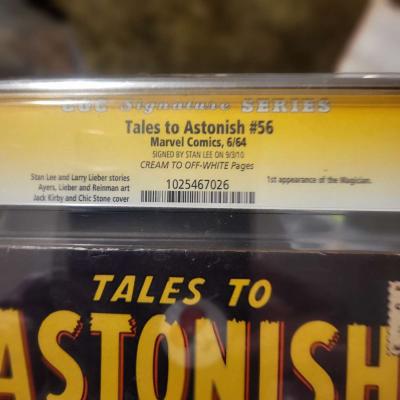 CGC Signature SERIES
Tales to Astonish #56
Marvel Comics, 6/64
SIGNED BY STAN LEE ON 9/3/10
CREAM TO OFF-WHITE Pages
Stan Lee and Larry Lieber stories
Ayers, Lieber and Reinman art
Jack Kirby and Chic Stone cover
1st appearance of the Magician.
1025467026
TALES TO
ASTONISH